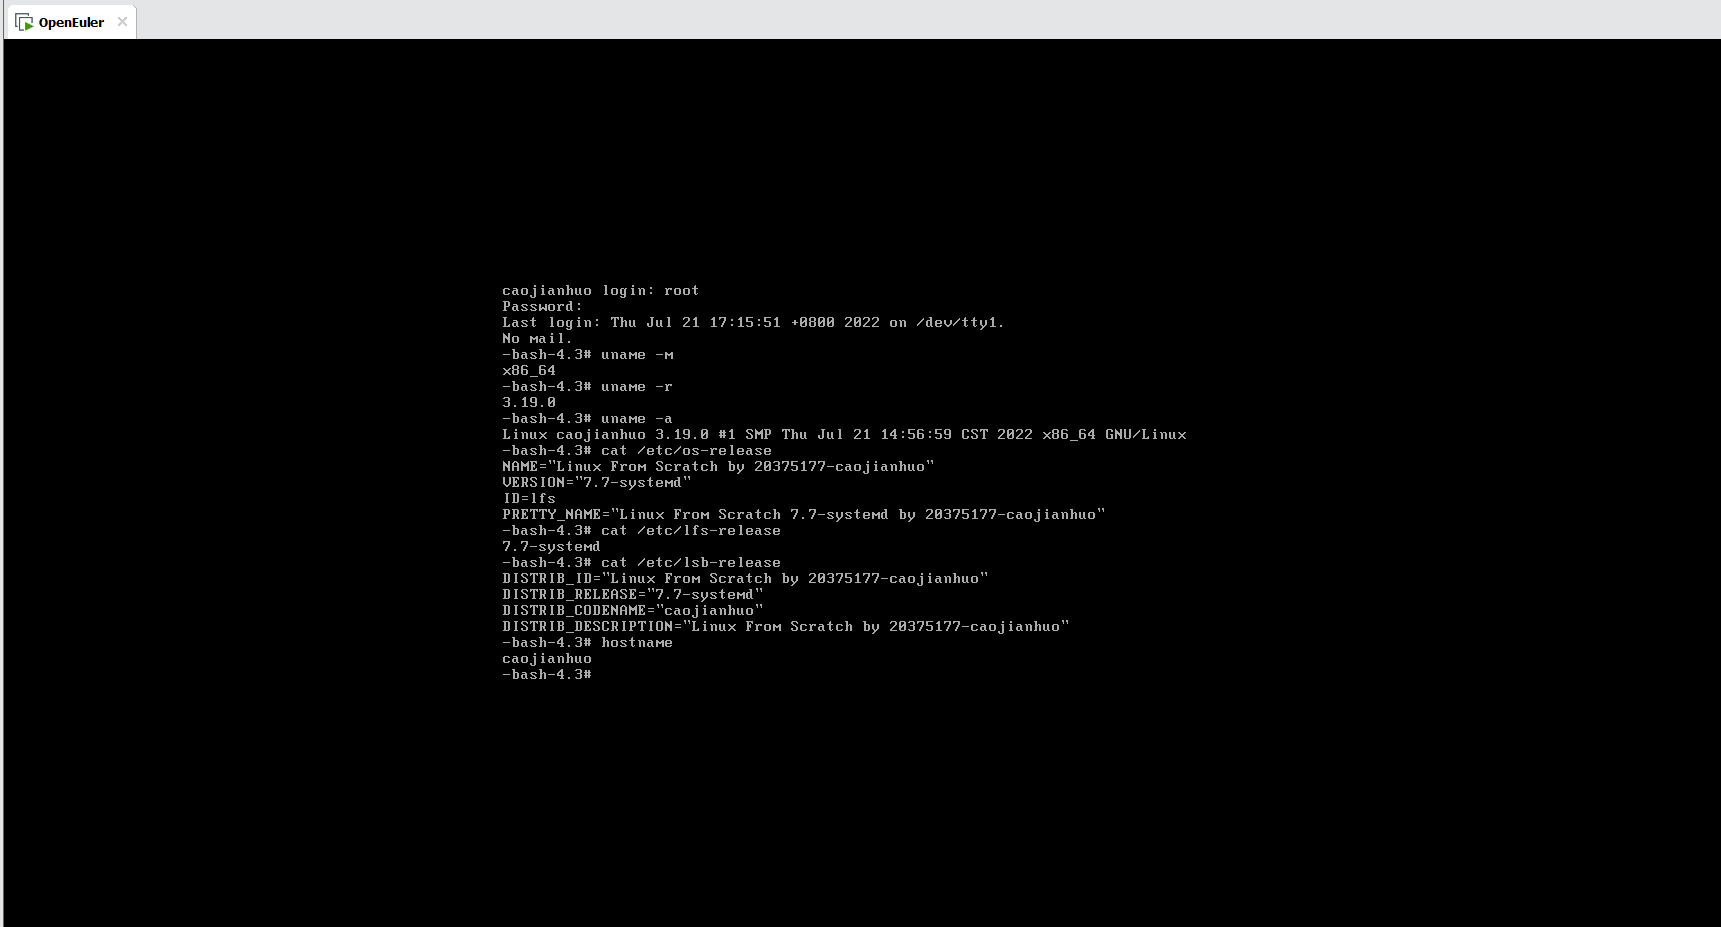 OpenEuler
caojianhuo login: root
Password:
Last login: Thu Jul 21 17:15:51 +0800 2022 on /dev/tty1.
No mail.
-bash-4.3# uname -m
x86_64
-bash-4.3# uname -r
3.19.0
-bash-4.3# uname -a
Linux caojianhuo 3.19.0 #1 SMP Thu Jul 21 14:56:59 CST 2022 x86_64 GNU/Linux
-bash-4.3# cat /etc/os-release
NAME="Linux From Scratch by 20375177-caojianhuo"
VERSION="7.7-systemd"
ID=lfs
PRETTY_NAME="Linux From Scratch 7.7-systemd by 20375177-caojianhuo"
-bash-4.3# cat /etc/lfs-release
7.7-systemd
-bash-4.3# cat /etc/lsb-release
DISTRIB_ID="Linux From Scratch by 20375177-caojianhuo"
DISTRIB_RELEASE="7.7-systemd"
DISTRIB_CODENAME="caojianhuo"
DISTRIB_DESCRIPTION="Linux From Scratch by 20375177-caojianhuo"
-bash-4.3# hostname
caojianhuo
-bash-4.3#